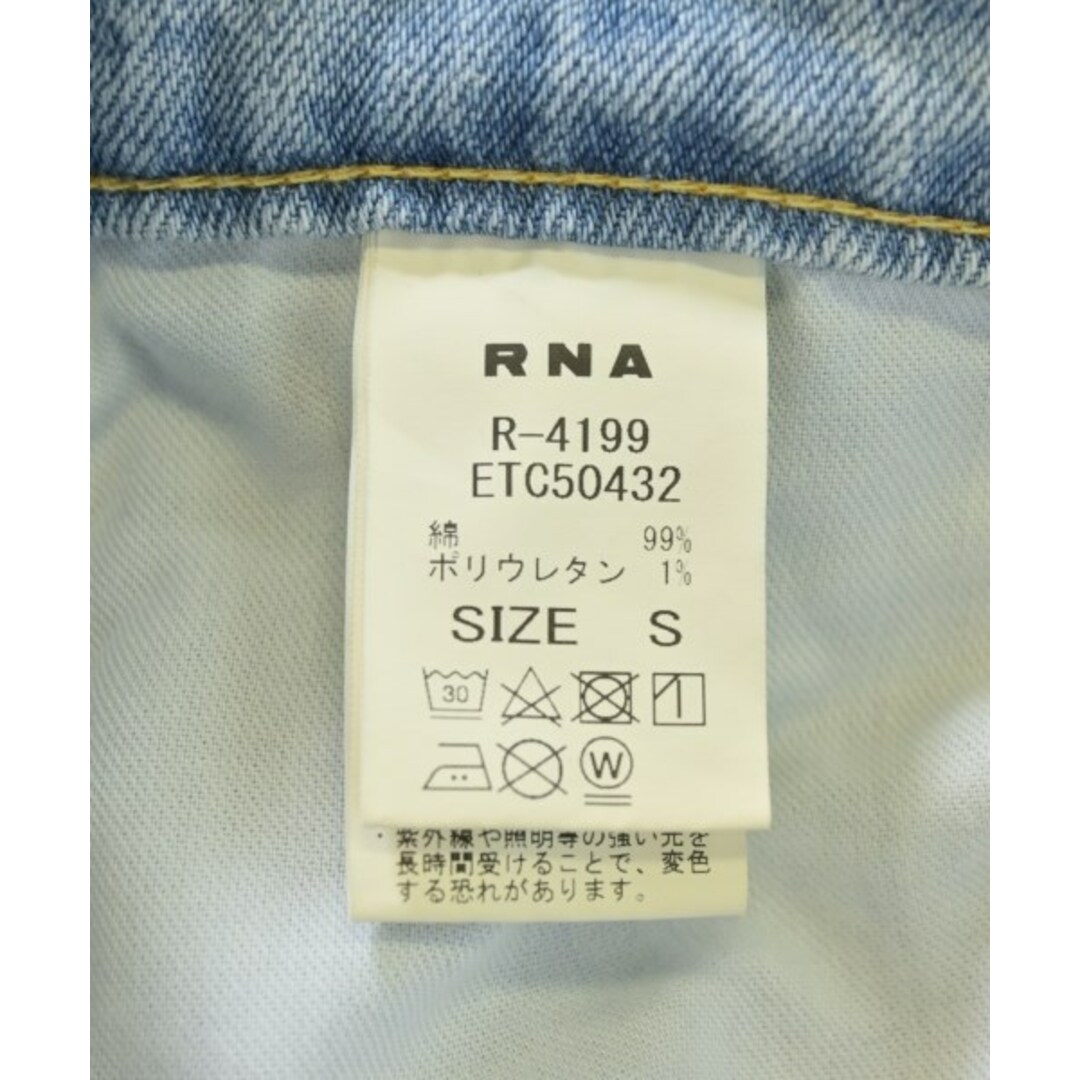 RNA
R-4199
ETC50432
綿 99%
ポリウレタン 1%
SIZE S
30
W
・紫外線や照明等の強い光を
長時間受けることで、変色
する恐れがあります。